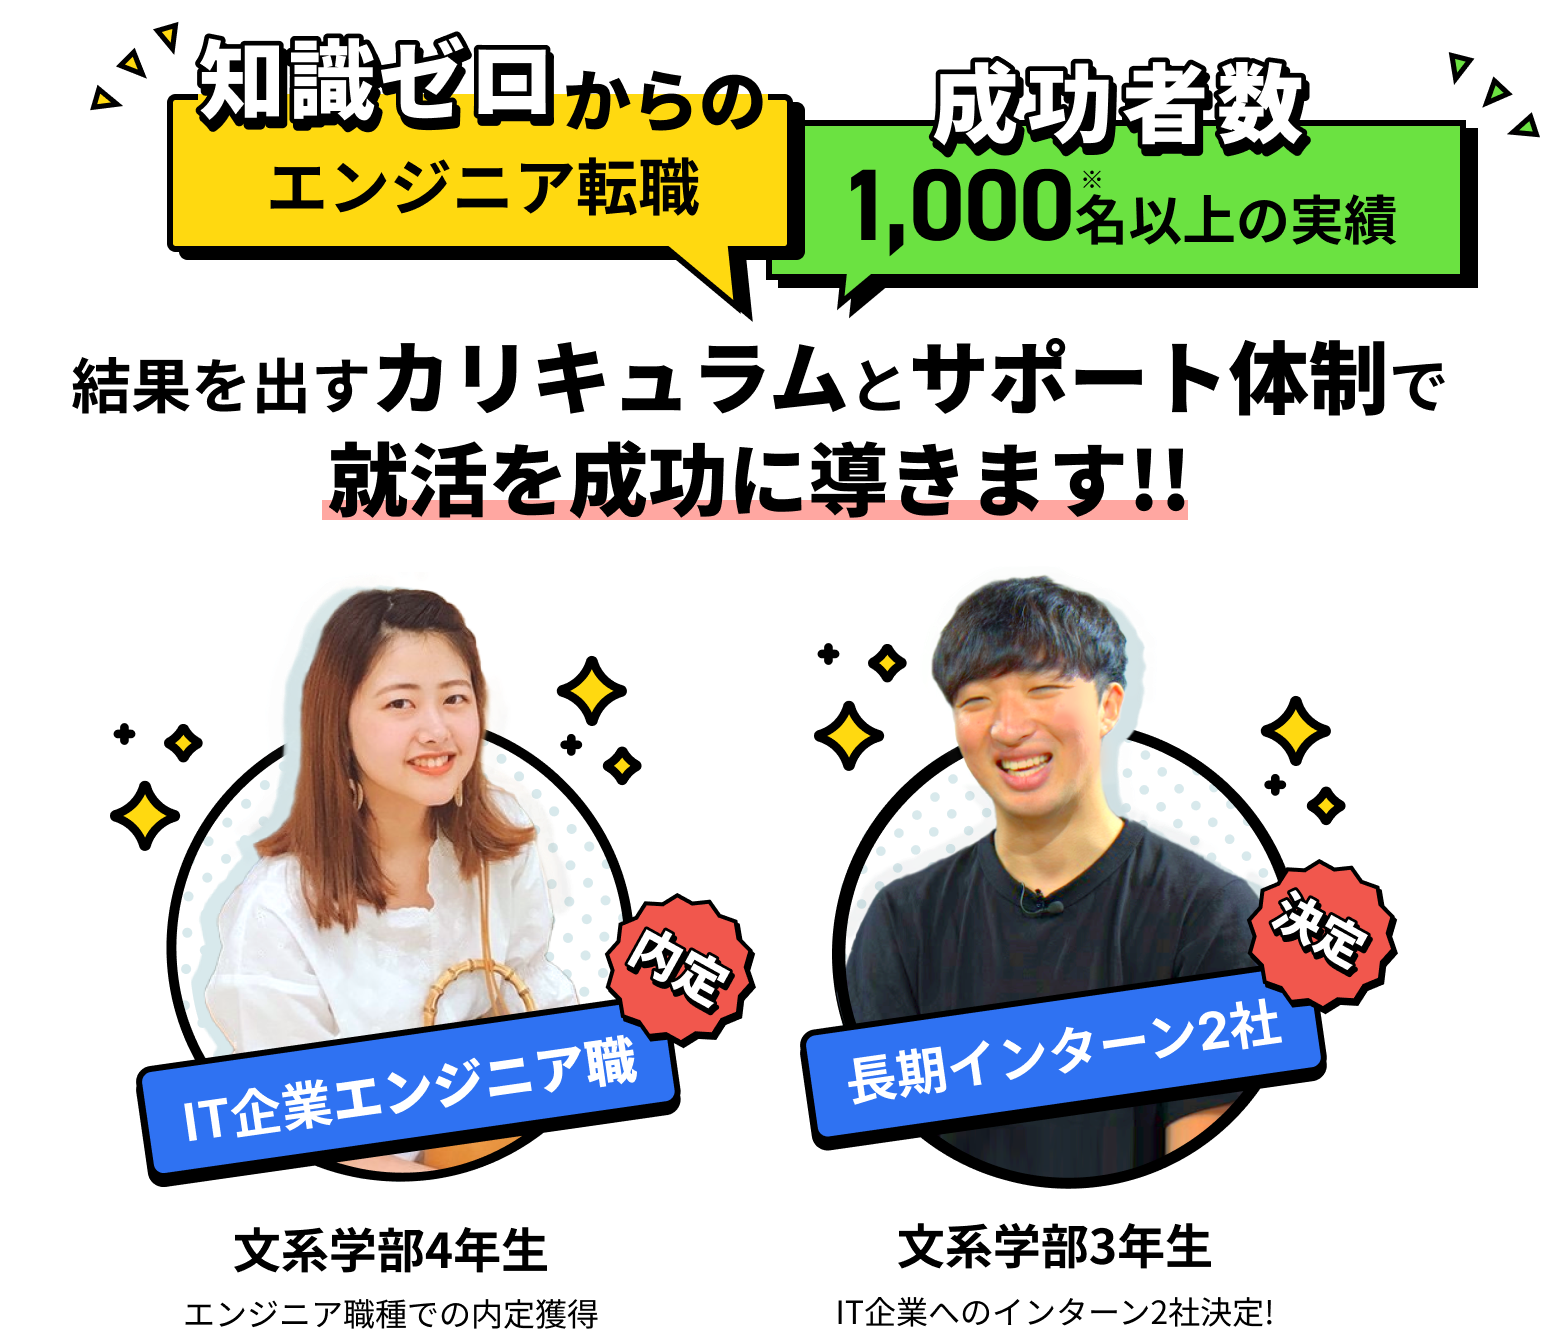 知識ゼロからの
エンジニア転職
成功者数
1,000※名以上の実績
結果を出すカリキュラムとサポート体制で
就活を成功に導きます!!
内定
IT企業エンジニア職
決定
長期インターン2社
文系学部4年生
エンジニア職種での内定獲得
文系学部3年生
IT企業へのインターン2社決定!